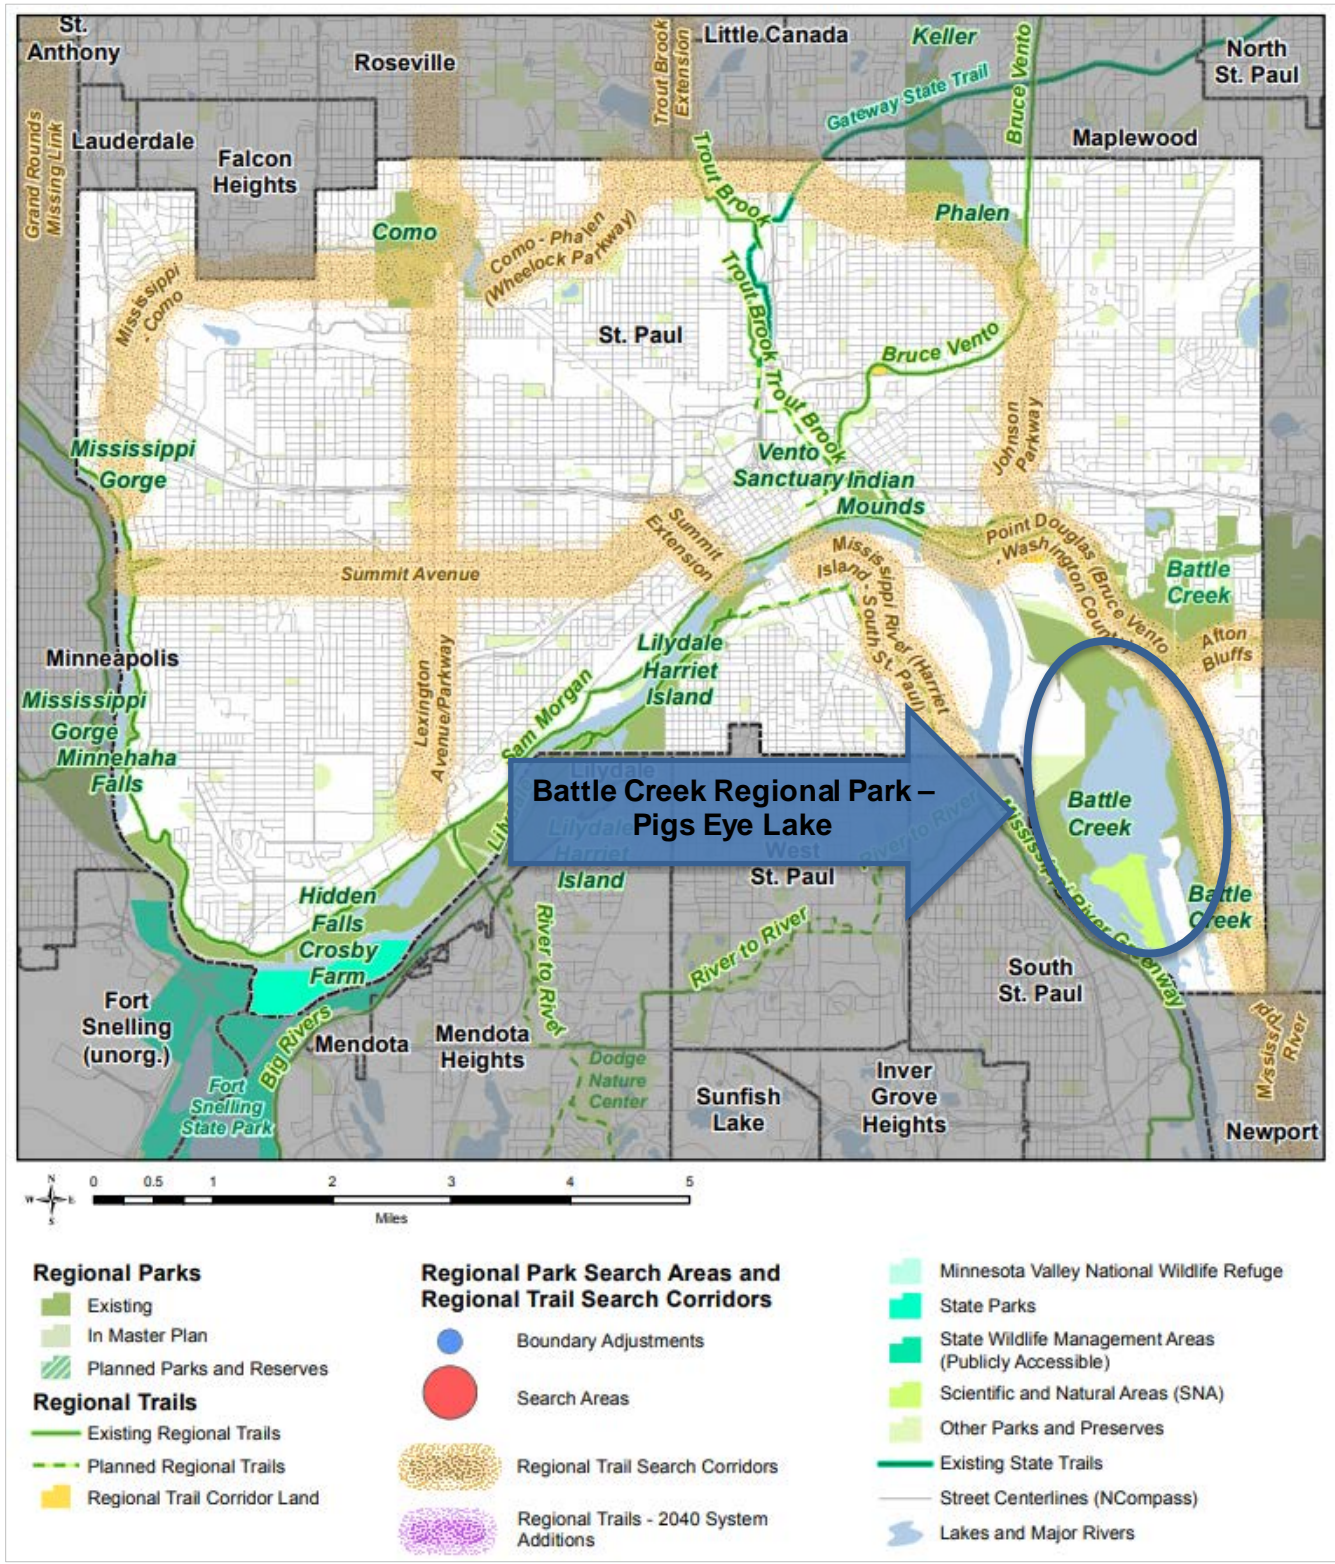 St.
Anthony
Roseville
Trout Brook
Extension
Little Canada
Keller
Bruce Vento
North
St. Paul
Gateway State Trail
Grand Rounds
Missing Link
Lauderdale
Falcon
Heights
Maplewood
Trout Brook
Como
Como - Phalen
(Wheelock Parkway)
Phalen
Mississippi
- Como
Trout Brook
St. Paul
Bruce Vento
Trout Brook
Johnson
Parkway
Mississippi
Gorge
Vento
Sanctuary
Indian
Mounds
Summit
Extension
Summit Avenue
Mississippi River (Harriet
Island - South St. Paul)
Point Douglas (Bruce Vento
- Washington County)
Battle
Creek
Afton
Bluffs
Minneapolis
Mississippi
Gorge
Minnehaha
Falls
Lexington
Avenue/Parkway
Lilydale
Harriet
Island
Sam Morgan
Lilydale
Battle Creek Regional Park –
Pigs Eye Lake
Lilydale
Harriet
Island
West
St. Paul
River to River
Battle
Creek
Battle
Creek
Mississippi River Greenway
Hidden
Falls
Crosby
Farm
River to River
River to River
South
St. Paul
Fort
Snelling
(unorg.)
Big Rivers
Mendota
Mendota
Heights
Dodge
Nature
Center
Fort
Snelling
State Park
Sunfish
Lake
Inver
Grove
Heights
River
Newport
N
W E
S
0 0.5 1 2 3 4 5
Miles
Regional Parks
Existing
In Master Plan
Planned Parks and Reserves
Regional Trails
Existing Regional Trails
Planned Regional Trails
Regional Trail Corridor Land
Regional Park Search Areas and
Regional Trail Search Corridors
Boundary Adjustments
Search Areas
Regional Trail Search Corridors
Regional Trails - 2040 System
Additions
Minnesota Valley National Wildlife Refuge
State Parks
State Wildlife Management Areas
(Publicly Accessible)
Scientific and Natural Areas (SNA)
Other Parks and Preserves
Existing State Trails
Street Centerlines (NCompass)
Lakes and Major Rivers